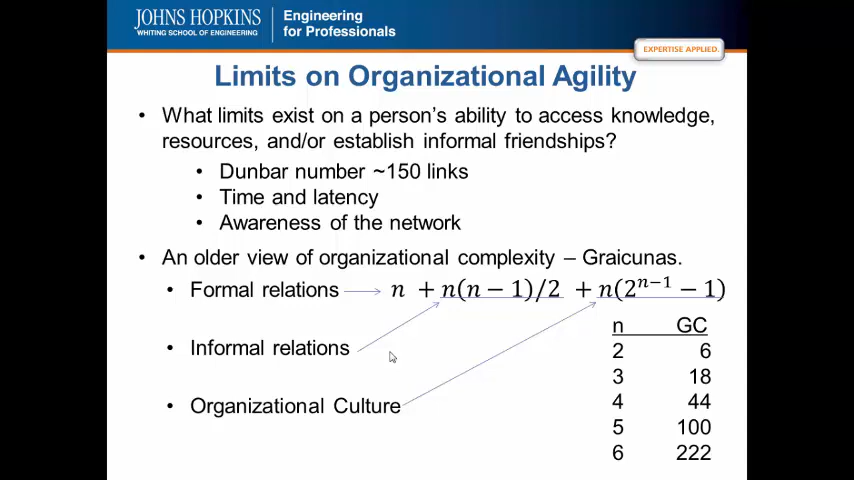 JOHNS HOPKINS
WHITING SCHOOL OF ENGINEERING
Engineering
for Professionals
EXPERTISE APPLIED.
Limits on Organizational Agility
• What limits exist on a person's ability to access knowledge,
resources, and/or establish informal friendships?
• Dunbar number ~150 links
• Time and latency
• Awareness of the network
• An older view of organizational complexity – Graicunas.
• Formal relations n + n(n − 1)/2 + n(2ⁿ⁻¹ − 1)
• Informal relations
• Organizational Culture
n GC
2 6
3 18
4 44
5 100
6 222